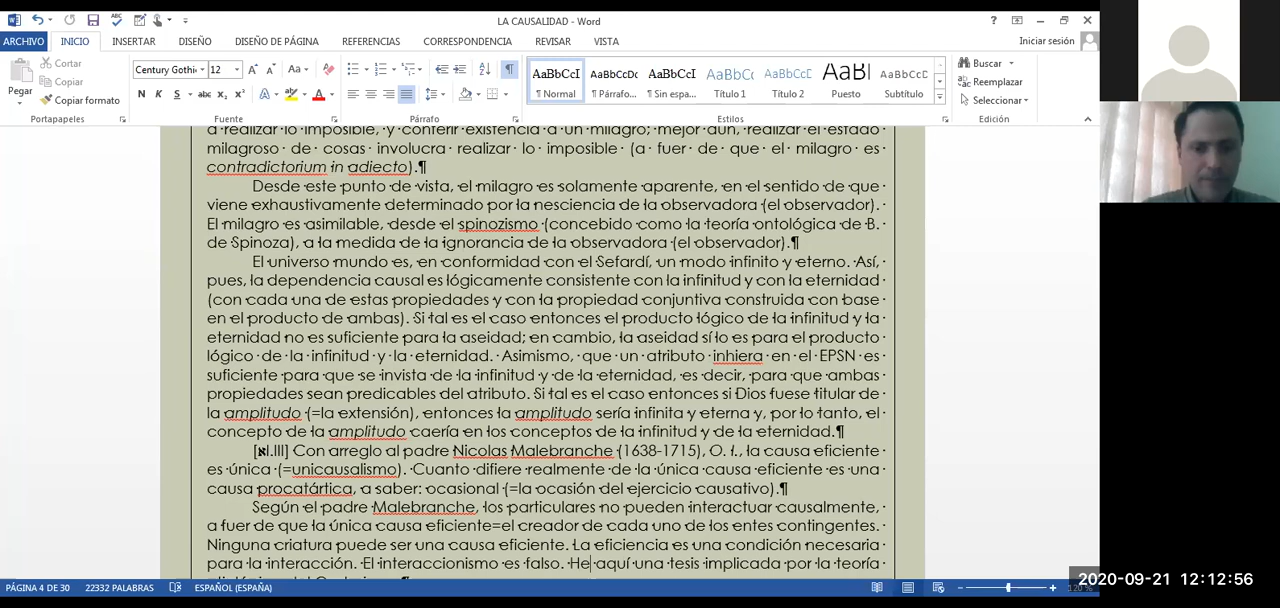 LA CAUSALIDAD - Word
ARCHIVO INICIO INSERTAR DISEÑO DISEÑO DE PÁGINA REFERENCIAS CORRESPONDENCIA REVISAR VISTA Iniciar sesión
Pegar
Cortar
Copiar
Copiar formato
Portapapeles
Century Gothi 12
N K S abc x₂ x²
Fuente
Párrafo
AaBbCcI AaBbCcDc AaBbCcI AaBbCc AaBbCcD AaBI AaBbCcD
¶ Normal ¶ Párrafo... ¶ Sin espa... Título 1 Título 2 Puesto Subtítulo
Estilos
Buscar
Reemplazar
Seleccionar
Edición
a realizar lo imposible, y conferir existencia a un milagro; mejor aún, realizar el estado
milagroso de cosas involucra realizar lo imposible (a fuer de que el milagro es
contradictorium in adiecto).¶
Desde este punto de vista, el milagro es solamente aparente, en el sentido de que
viene exhaustivamente determinado por la nesciencia de la observadora (el observador).
El milagro es asimilable, desde el spinozismo (concebido como la teoría ontológica de B.
de Spinoza), a la medida de la ignorancia de la observadora (el observador).¶
El universo mundo es, en conformidad con el Sefardí, un modo infinito y eterno. Así,
pues, la dependencia causal es lógicamente consistente con la infinitud y con la eternidad
(con cada una de estas propiedades y con la propiedad conjuntiva construida con base
en el producto de ambas). Si tal es el caso entonces el producto lógico de la infinitud y la
eternidad no es suficiente para la aseidad; en cambio, la aseidad sí lo es para el producto
lógico de la infinitud y la eternidad. Asimismo, que un atributo inhiera en el EPSN es
suficiente para que se invista de la infinitud y de la eternidad, es decir, para que ambas
propiedades sean predicables del atributo. Si tal es el caso entonces si Dios fuese titular de
la amplitudo (=la extensión), entonces la amplitudo sería infinita y eterna y, por lo tanto, el
concepto de la amplitudo caería en los conceptos de la infinitud y de la eternidad.¶
[אI.III] Con arreglo al padre Nicolas Malebranche (1638-1715), O. I., la causa eficiente
es única (=unicausalismo). Cuanto difiere realmente de la única causa eficiente es una
causa procatártica, a saber: ocasional (=la ocasión del ejercicio causativo).¶
Según el padre Malebranche, los particulares no pueden interactuar causalmente,
a fuer de que la única causa eficiente=el creador de cada uno de los entes contingentes.
Ninguna criatura puede ser una causa eficiente. La eficiencia es una condición necesaria
para la interacción. El interaccionismo es falso. He aquí una tesis implicada por la teoría
PÁGINA 4 DE 30 22332 PALABRAS ESPAÑOL (ESPAÑA) 120 %
2020-09-21 12:12:56